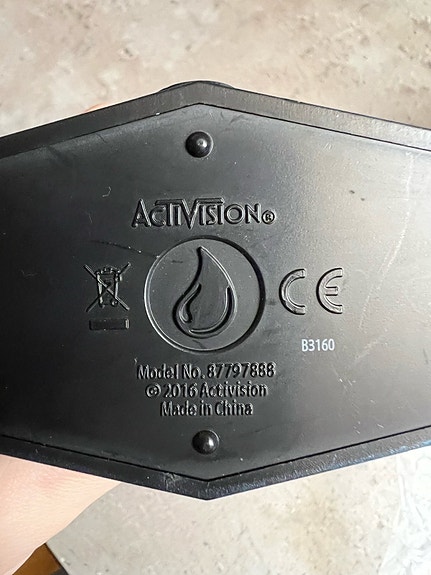 ACTIVISION®
CE
B3160
Model No. 87797888
© 2016 Activision
Made in China